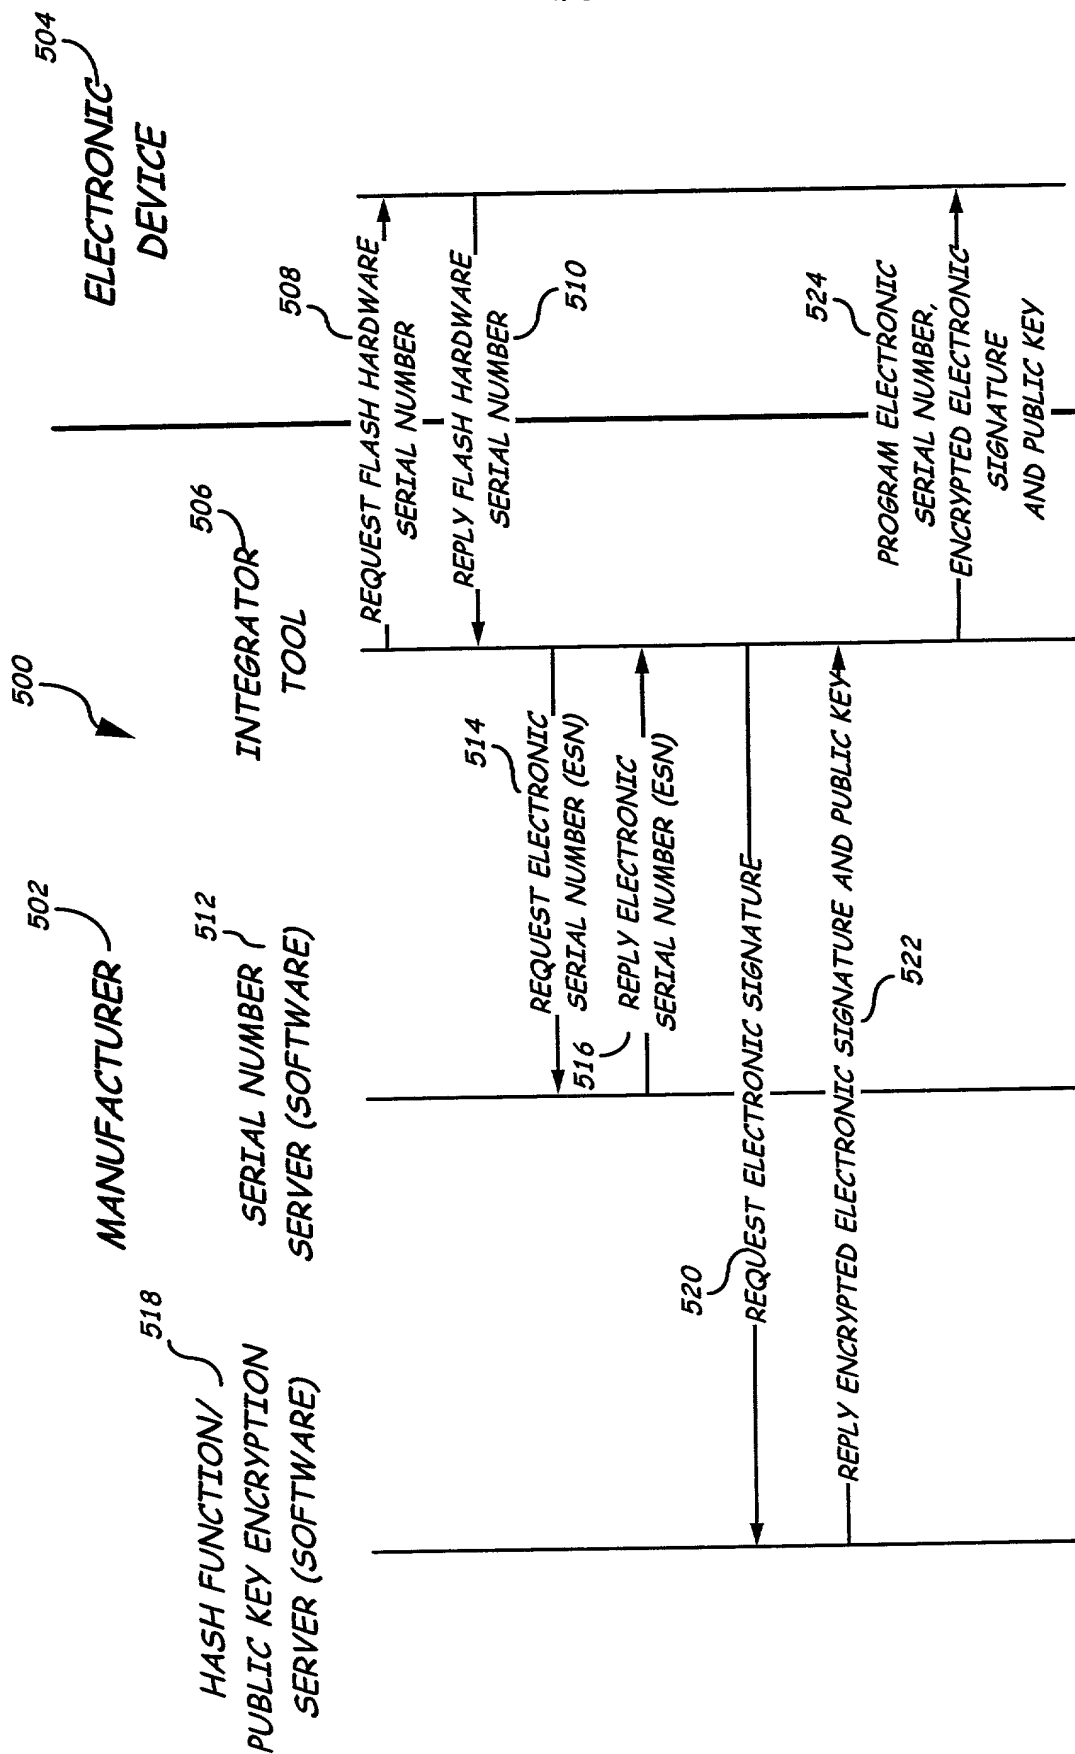 500
MANUFACTURER
502
504
ELECTRONIC
DEVICE
518
HASH FUNCTION/
PUBLIC KEY ENCRYPTION
SERVER (SOFTWARE)
512
SERIAL NUMBER
SERVER (SOFTWARE)
506
INTEGRATOR
TOOL
508
REQUEST FLASH HARDWARE
SERIAL NUMBER
REPLY FLASH HARDWARE
SERIAL NUMBER
510
514
REQUEST ELECTRONIC
SERIAL NUMBER (ESN)
516
REPLY ELECTRONIC
SERIAL NUMBER (ESN)
520
REQUEST ELECTRONIC SIGNATURE
REPLY ENCRYPTED ELECTRONIC SIGNATURE AND PUBLIC KEY
522
524
PROGRAM ELECTRONIC
SERIAL NUMBER,
ENCRYPTED ELECTRONIC
SIGNATURE
AND PUBLIC KEY